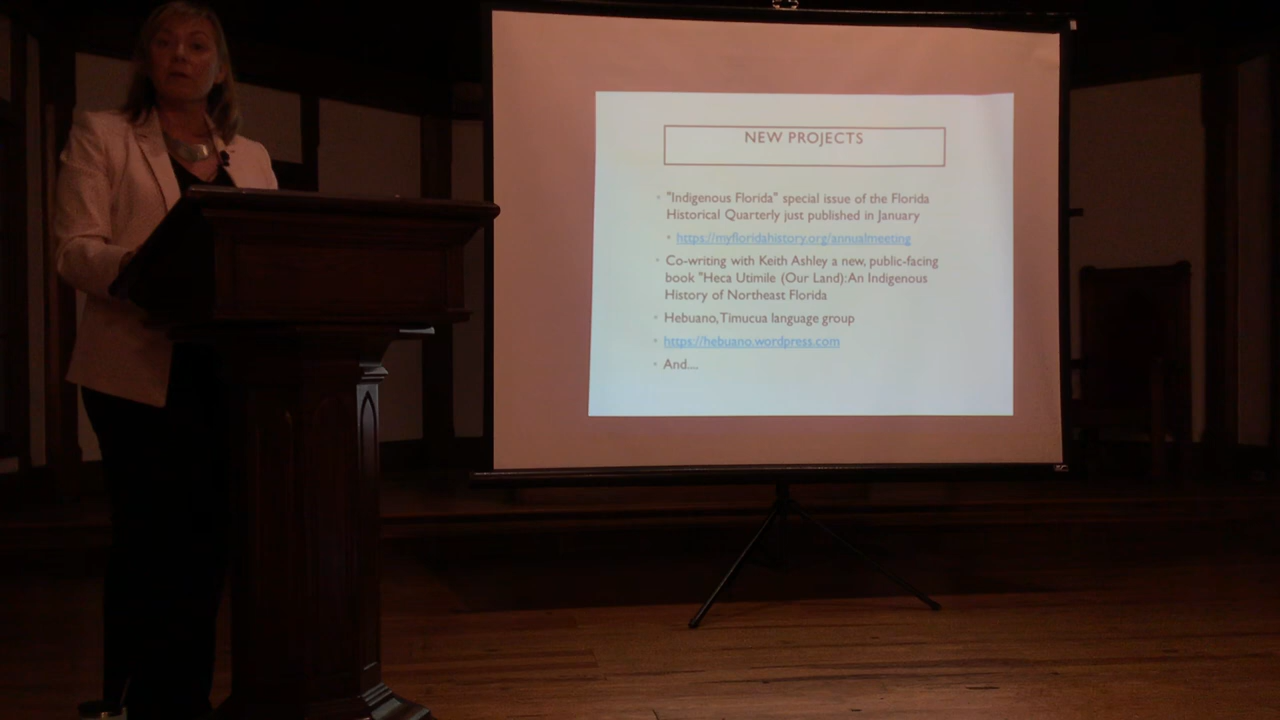 NEW PROJECTS
"Indigenous Florida" special issue of the Florida
Historical Quarterly just published in January
https://myfloridahistory.org/annualmeeting
Co-writing with Keith Ashley a new, public-facing
book "Heca Utimile (Our Land):An Indigenous
History of Northeast Florida
Hebuano, Timucua language group
https://hebuano.wordpress.com
And....